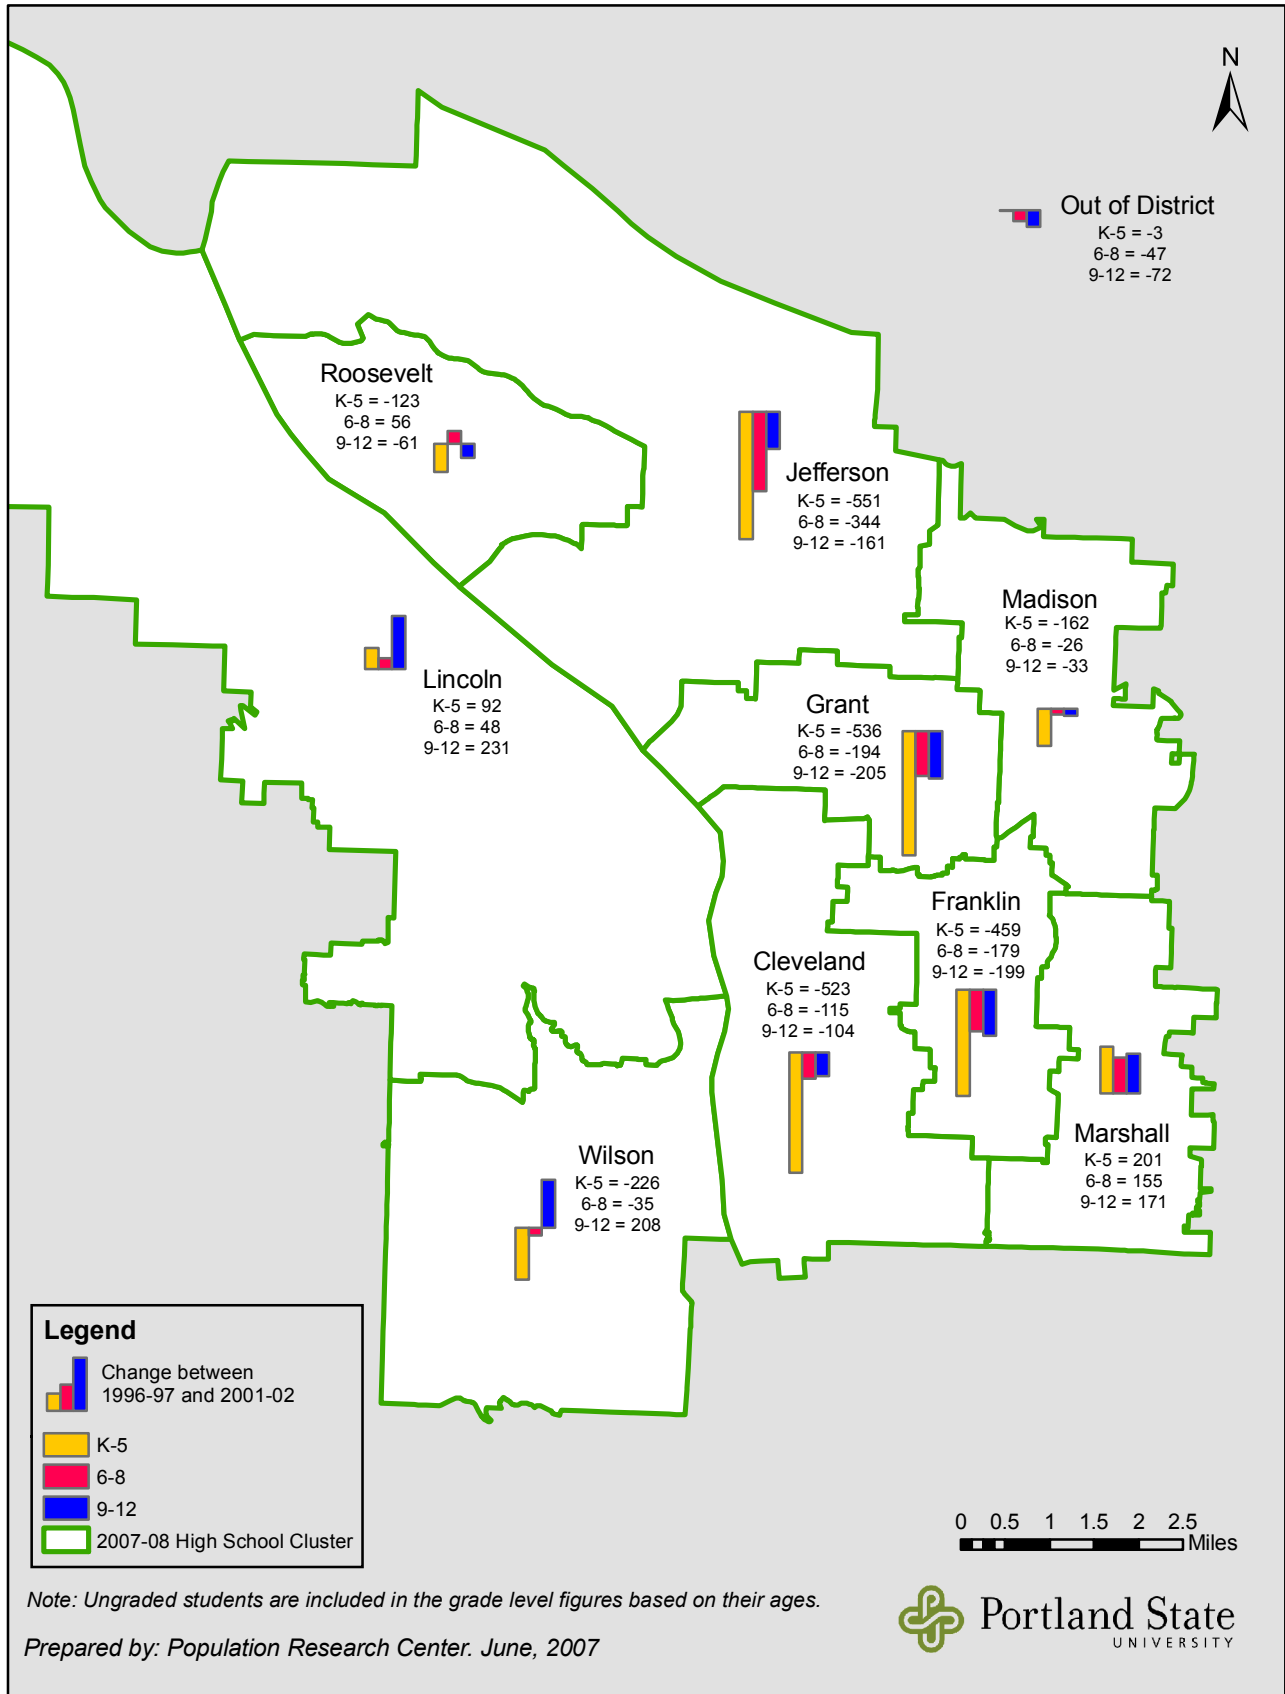 N
Out of District
K-5 = -3
6-8 = -47
9-12 = -72
Roosevelt
K-5 = -123
6-8 = 56
9-12 = -61
Jefferson
K-5 = -551
6-8 = -344
9-12 = -161
Madison
K-5 = -162
6-8 = -26
9-12 = -33
Lincoln
K-5 = 92
6-8 = 48
9-12 = 231
Grant
K-5 = -536
6-8 = -194
9-12 = -205
Franklin
K-5 = -459
6-8 = -179
9-12 = -199
Cleveland
K-5 = -523
6-8 = -115
9-12 = -104
Marshall
K-5 = 201
6-8 = 155
9-12 = 171
Wilson
K-5 = -226
6-8 = -35
9-12 = 208
Legend
Change between
1996-97 and 2001-02
K-5
6-8
9-12
2007-08 High School Cluster
0 0.5 1 1.5 2 2.5
Miles
Note: Ungraded students are included in the grade level figures based on their ages.
Prepared by: Population Research Center. June, 2007
Portland State
UNIVERSITY